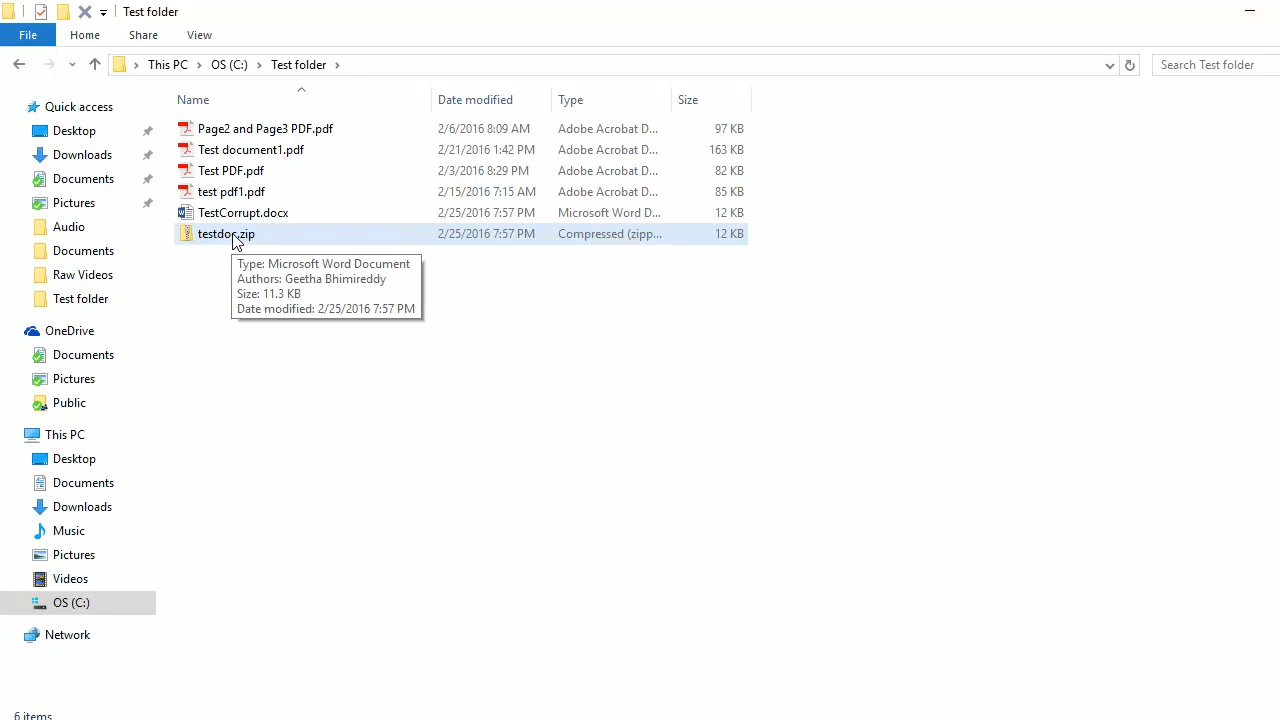 Test folder
File Home Share View
This PC OS (C:) Test folder Search Test folder
Name Date modified Type Size
Quick access
Desktop
Downloads
Documents
Pictures
Audio
Documents
Raw Videos
Test folder
OneDrive
Documents
Pictures
Public
This PC
Desktop
Documents
Downloads
Music
Pictures
Videos
OS (C:)
Network
Page2 and Page3 PDF.pdf 2/6/2016 8:09 AM Adobe Acrobat D... 97 KB
Test document1.pdf 2/21/2016 1:42 PM Adobe Acrobat D... 163 KB
Test PDF.pdf 2/3/2016 8:29 PM Adobe Acrobat D... 82 KB
test pdf1.pdf 2/15/2016 7:15 AM Adobe Acrobat D... 85 KB
TestCorrupt.docx 2/25/2016 7:57 PM Microsoft Word D... 12 KB
testdoc.zip 2/25/2016 7:57 PM Compressed (zipp... 12 KB
Type: Microsoft Word Document
Authors: Geetha Bhimireddy
Size: 11.3 KB
Date modified: 2/25/2016 7:57 PM
6 items